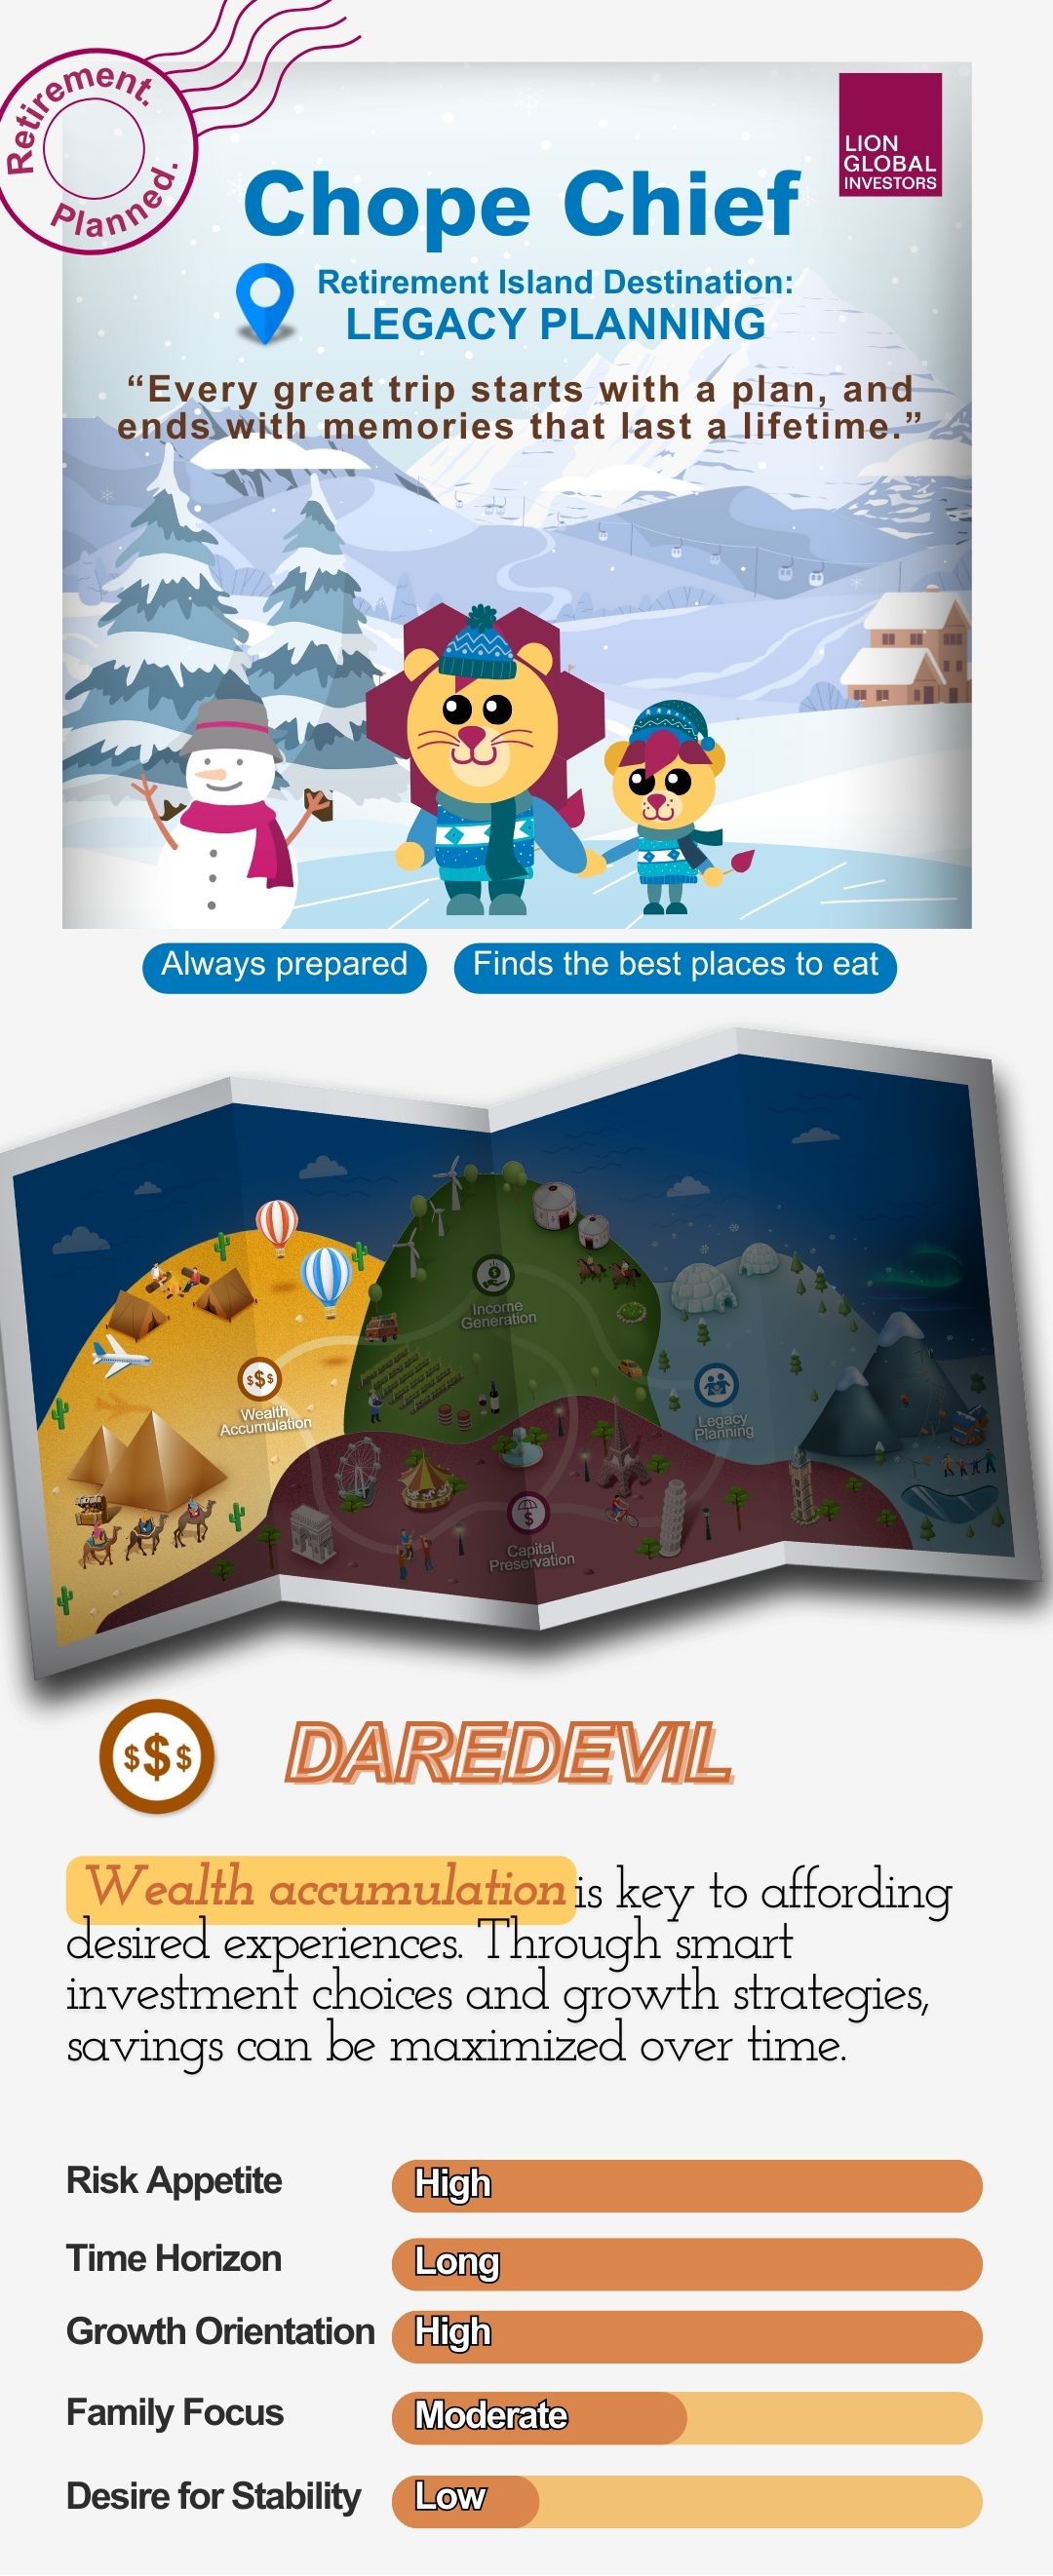 Retirement.
Planned.
LION
GLOBAL
INVESTORS
Chope Chief
Retirement Island Destination:
LEGACY PLANNING
“Every great trip starts with a plan, and
ends with memories that last a lifetime.”
Always prepared
Finds the best places to eat
Income
Generation
$$$
Wealth
Accumulation
Legacy
Planning
$
Capital
Preservation
$$$
DAREDEVIL
Wealth accumulation is key to affording
desired experiences. Through smart
investment choices and growth strategies,
savings can be maximized over time.
Risk Appetite High
Time Horizon Long
Growth Orientation High
Family Focus Moderate
Desire for Stability Low